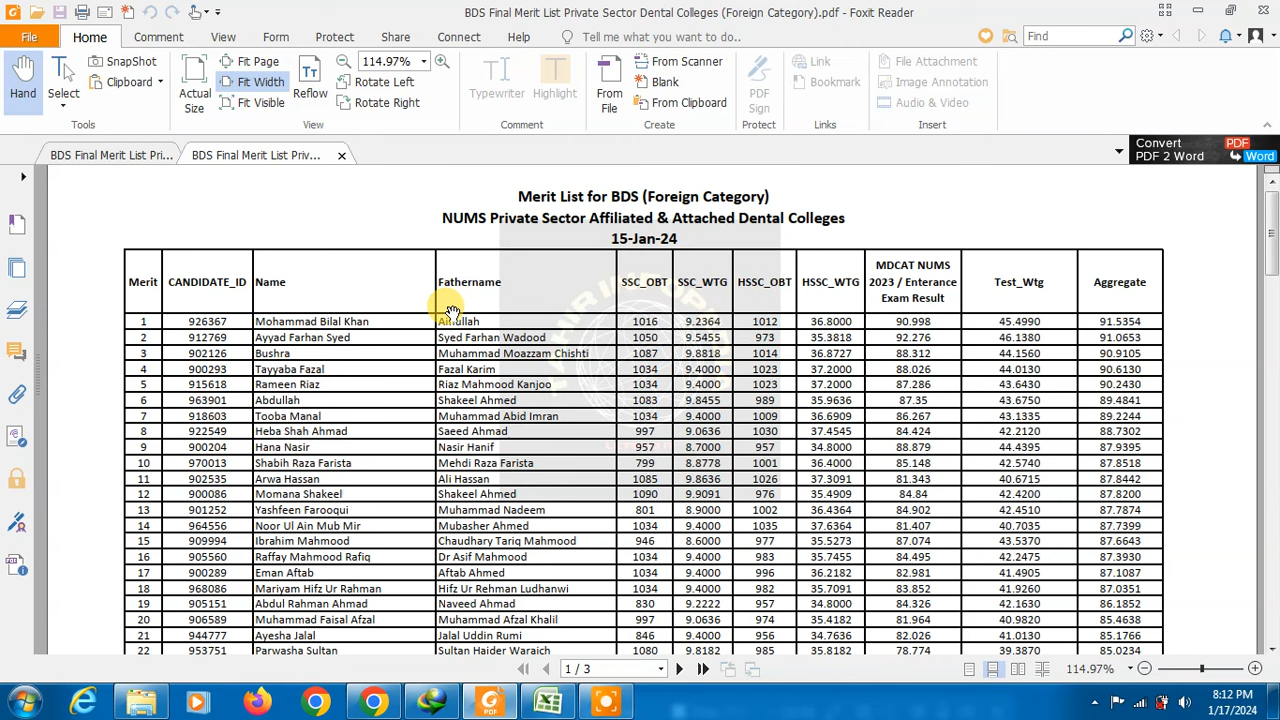 BDS Final Merit List Private Sector Dental Colleges (Foreign Category).pdf - Foxit Reader
File Home Comment View Form Protect Share Connect Help Tell me what you want to do.. Find
Hand
Select
SnapShot
Clipboard
Tools
Actual Size
Fit Page
Fit Width
Fit Visible
Reflow
114.97%
Rotate Left
Rotate Right
View
Typewriter
Highlight
Comment
From File
From Scanner
Blank
From Clipboard
Create
PDF Sign
Protect
Link
Bookmark
Links
File Attachment
Image Annotation
Audio & Video
Insert
BDS Final Merit List Pri... BDS Final Merit List Priv...
Convert PDF
PDF 2 Word Word
Merit List for BDS (Foreign Category)
NUMS Private Sector Affiliated & Attached Dental Colleges
15-Jan-24
Merit CANDIDATE_ID Name Fathername SSC_OBT SSC_WTG HSSC_OBT HSSC_WTG MDCAT NUMS 2023 / Enterance Exam Result Test_Wtg Aggregate
1 926367 Mohammad Bilal Khan 1016 9.2364 1012 36.8000 90.998 45.4990 91.5354
2 912769 Ayyad Farhan Syed Syed Farhan Wadood 1050 9.5455 973 35.3818 92.276 46.1380 91.0653
3 902126 Bushra Muhammad Moazzam Chishti 1087 9.8818 1014 36.8727 88.312 44.1560 90.9105
4 900293 Tayyaba Fazal Fazal Karim 1034 9.4000 1023 37.2000 88.026 44.0130 90.6130
5 915618 Rameen Riaz Riaz Mahmood Kanjoo 1034 9.4000 1023 37.2000 87.286 43.6430 90.2430
6 963901 Abdullah Shakeel Ahmed 1083 9.8455 989 35.9636 87.35 43.6750 89.4841
7 918603 Tooba Manal Muhammad Abid Imran 1034 9.4000 1009 36.6909 86.267 43.1335 89.2244
8 922549 Heba Shah Ahmad Saeed Ahmad 997 9.0636 1030 37.4545 84.424 42.2120 88.7302
9 900204 Hana Nasir Nasir Hanif 957 8.7000 957 34.8000 88.879 44.4395 87.9395
10 970013 Shabih Raza Farista Mehdi Raza Farista 799 8.8778 1001 36.4000 85.148 42.5740 87.8518
11 902535 Arwa Hassan Ali Hassan 1085 9.8636 1026 37.3091 81.343 40.6715 87.8442
12 900086 Momana Shakeel Shakeel Ahmed 1090 9.9091 976 35.4909 84.84 42.4200 87.8200
13 901252 Yashfeen Farooqui Muhammad Nadeem 801 8.9000 1002 36.4364 84.902 42.4510 87.7874
14 964556 Noor Ul Ain Mub Mir Mubasher Ahmed 1034 9.4000 1035 37.6364 81.407 40.7035 87.7399
15 909994 Ibrahim Mahmood Chaudhary Tariq Mahmood 946 8.6000 977 35.5273 87.074 43.5370 87.6643
16 905560 Raffay Mahmood Rafiq Dr Asif Mahmood 1034 9.4000 983 35.7455 84.495 42.2475 87.3930
17 900289 Eman Aftab Aftab Ahmed 1034 9.4000 996 36.2182 82.981 41.4905 87.1087
18 968086 Mariyam Hifz Ur Rahman Hifz Ur Rehman Ludhanwi 1034 9.4000 982 35.7091 83.852 41.9260 87.0351
19 905151 Abdul Rahman Ahmad Naveed Ahmad 830 9.2222 957 34.8000 84.326 42.1630 86.1852
20 906589 Muhammad Faisal Afzal Muhammad Afzal Khalil 997 9.0636 974 35.4182 81.964 40.9820 85.4638
21 944777 Ayesha Jalal Jalal Uddin Rumi 846 9.4000 956 34.7636 82.026 41.0130 85.1766
22 953751 Parwasha Sultan Sultan Haider Waraich 1080 9.8182 985 35.8182 78.774 39.3870 85.0234
1 / 3 114.97%
8:12 PM
1/17/2024